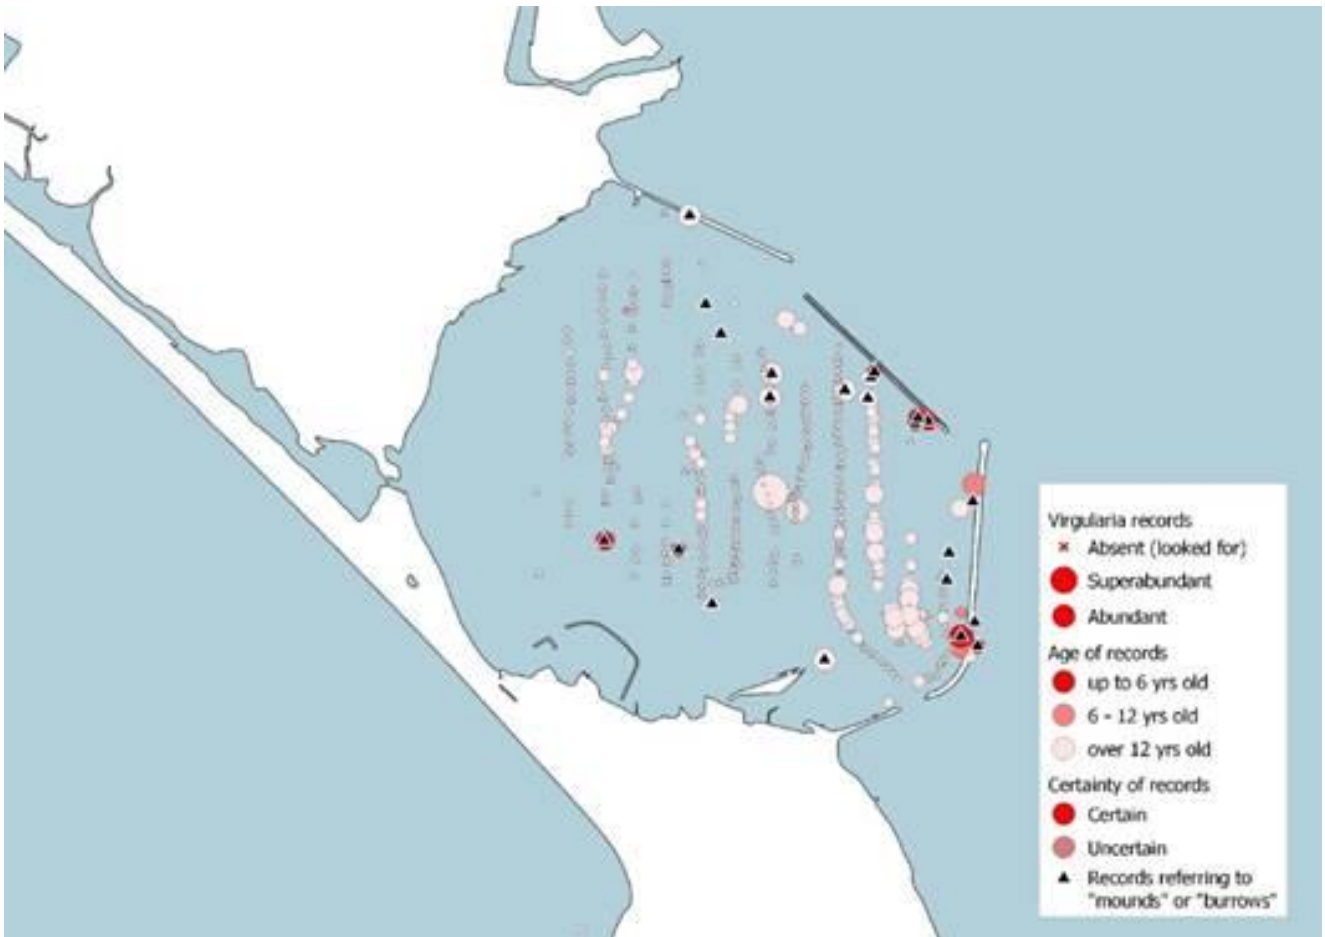 Virgularia records
Absent (looked for)
Superabundant
Abundant
Age of records
up to 6 yrs old
6 - 12 yrs old
over 12 yrs old
Certainty of records
Certain
Uncertain
Records referring to
"mounds" or "burrows"